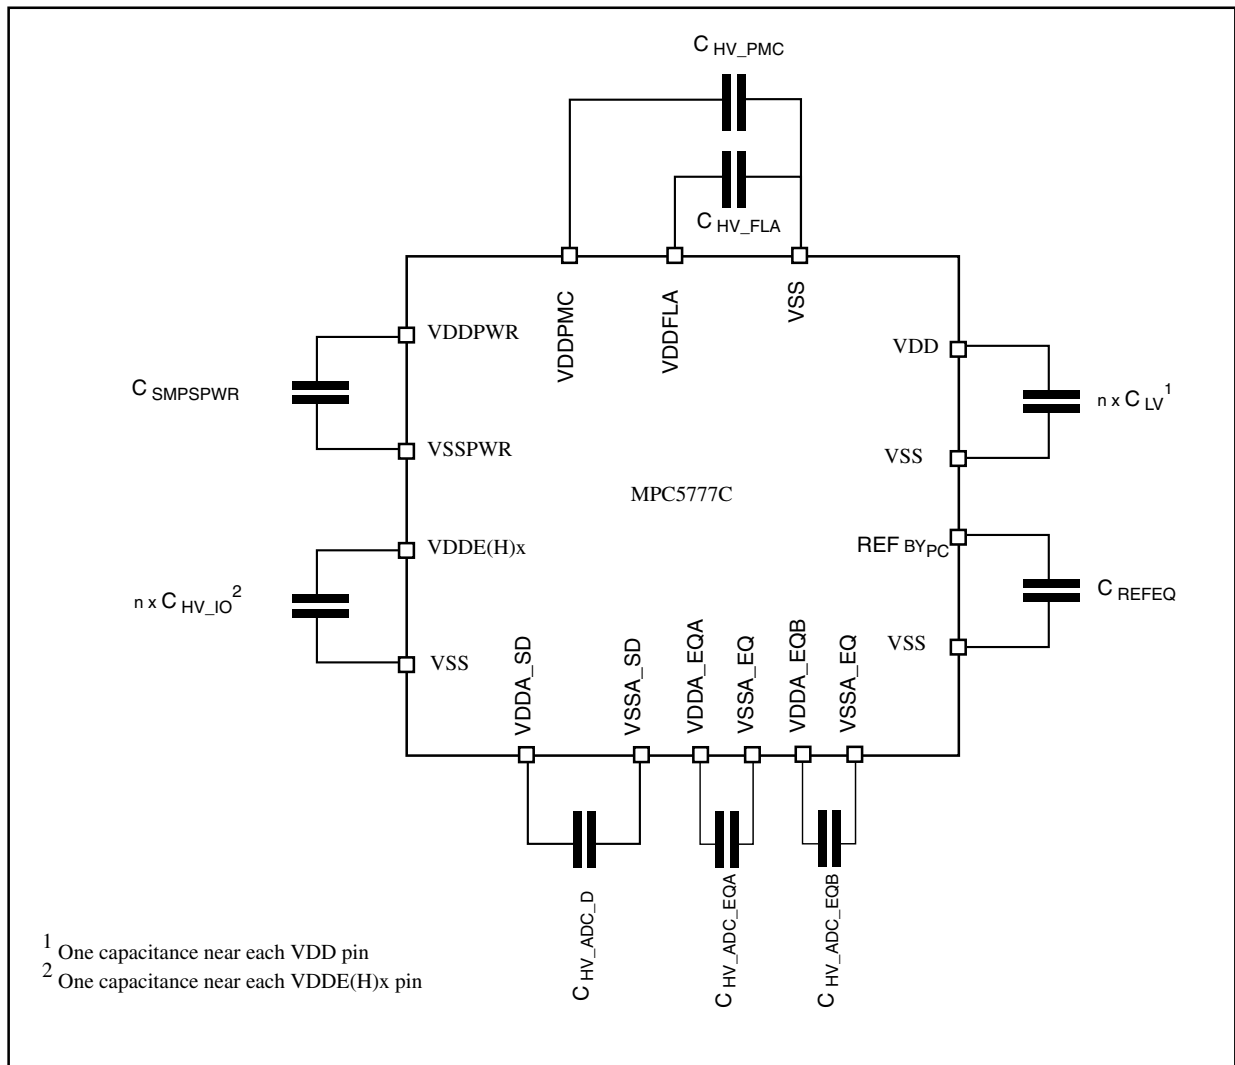 C HV_PMC
C HV_FLA
VDDPMC
VDDFLA
VSS
VDDPWR
C SMPSPWR
VSSPWR
VDD
n x C LV 1
VSS
MPC5777C
VDDE(H)x
n x C HV_IO 2
VSS
REF BYPC
C REFEQ
VSS
VDDA_SD
VSSA_SD
VDDA_EQA
VSSA_EQ
VDDA_EQB
VSSA_EQ
C HV_ADC_D
C HV_ADC_EQA
C HV_ADC_EQB
1 One capacitance near each VDD pin
2 One capacitance near each VDDE(H)x pin